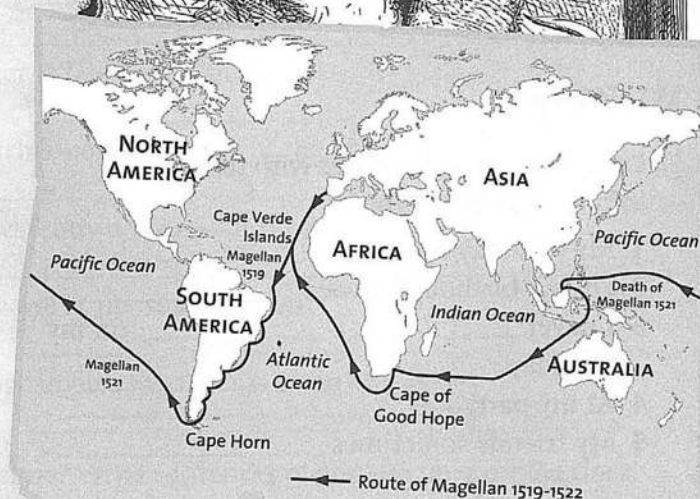 NORTH
AMERICA
ASIA
Cape Verde
Islands
Magellan
1519
AFRICA
Pacific Ocean
Pacific Ocean
Death of
Magellan 1521
SOUTH
AMERICA
Indian Ocean
Magellan
1521
Atlantic
Ocean
AUSTRALIA
Cape of
Good Hope
Cape Horn
Route of Magellan 1519-1522